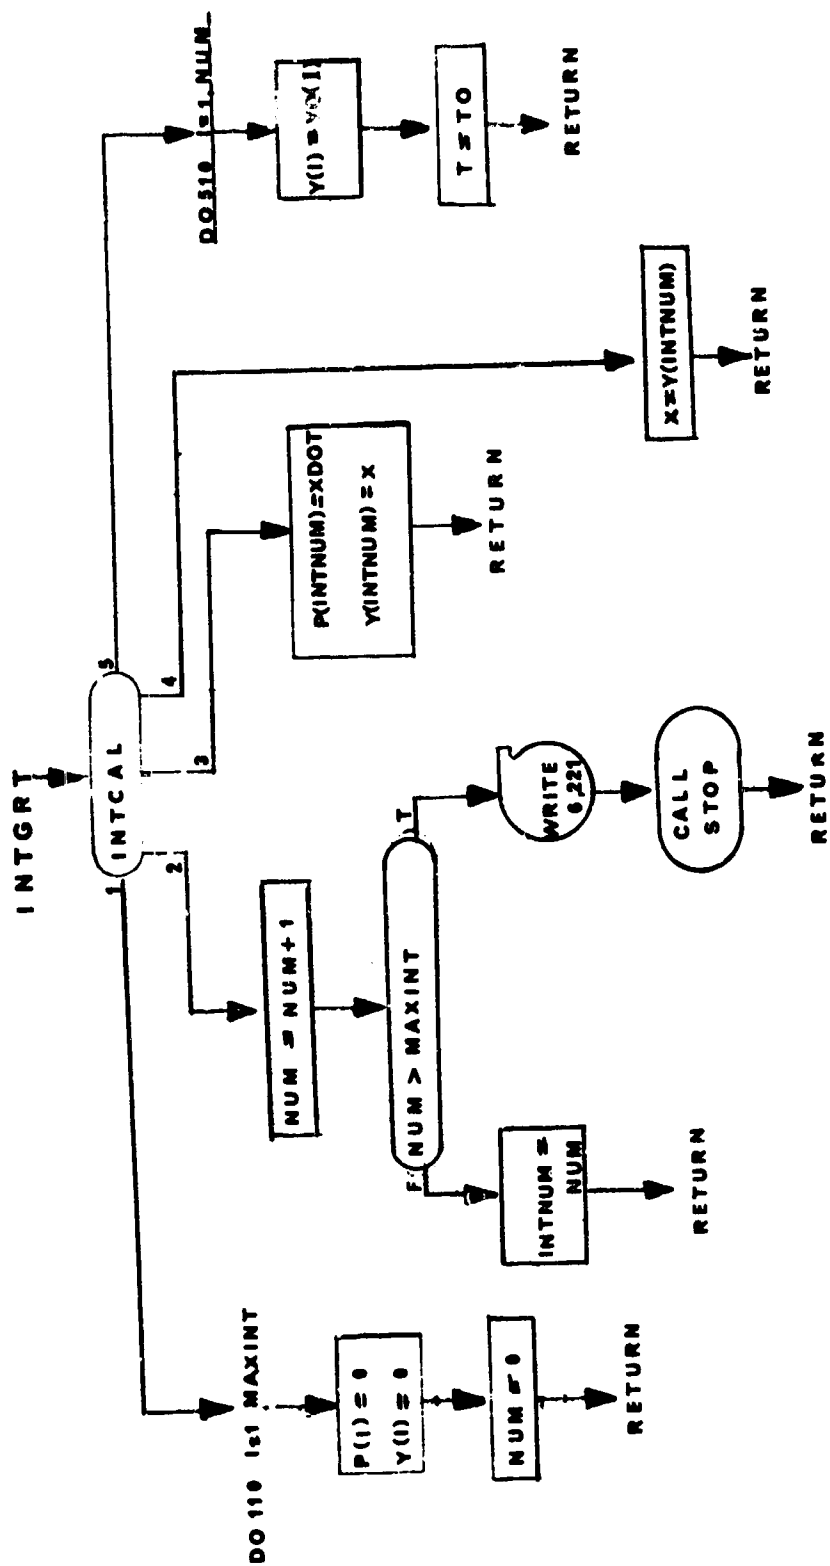 INTGRT
INTCAL
1
2
3
4
5
DO 110 I=1 MAXINT
P(I) = 0
Y(I) = 0
NUM = 0
RETURN
NUM = NUM+1
NUM > MAXINT
F
T
INTNUM =
NUM
RETURN
WRITE
6,221
CALL
STOP
RETURN
P(INTNUM)=XDOT
Y(INTNUM) = X
RETURN
X=Y(INTNUM)
RETURN
DO 510 I=1 NUM
Y(I) = YO(I)
T = TO
RETURN